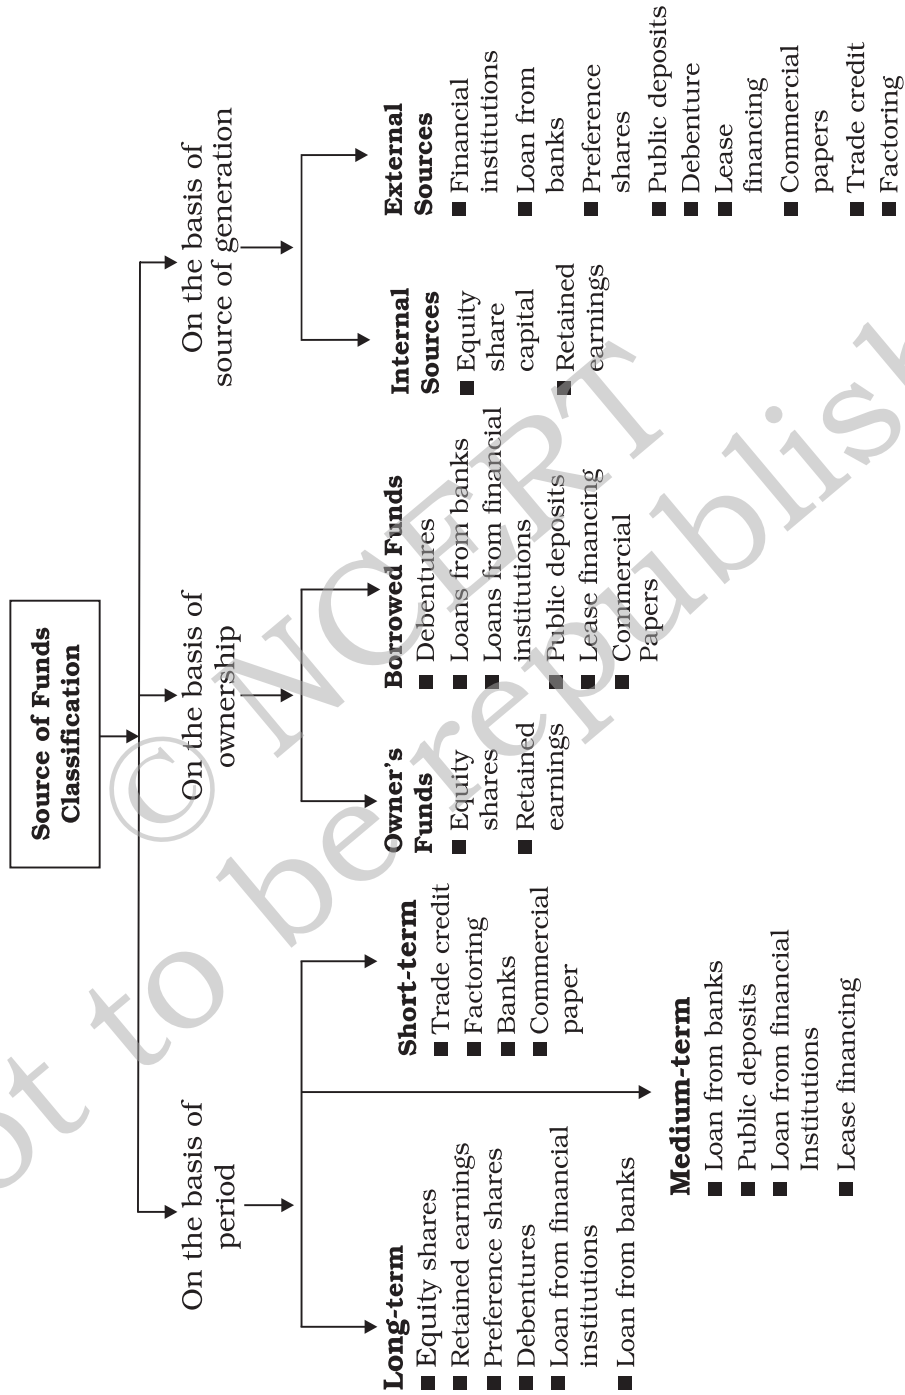 Source of Funds
Classification
On the basis of
period
Long-term
■ Equity shares
■ Retained earnings
■ Preference shares
■ Debentures
■ Loan from financial
institutions
■ Loan from banks
Short-term
■ Trade credit
■ Factoring
■ Banks
■ Commercial
paper
Medium-term
■ Loan from banks
■ Public deposits
■ Loan from financial
Institutions
■ Lease financing
On the basis of
ownership
Owner's
Funds
■ Equity
shares
■ Retained
earnings
Borrowed Funds
■ Debentures
■ Loans from banks
■ Loans from financial
institutions
■ Public deposits
■ Lease financing
■ Commercial
Papers
On the basis of
source of generation
Internal
Sources
■ Equity
share
capital
■ Retained
earnings
External
Sources
■ Financial
institutions
■ Loan from
banks
■ Preference
shares
■ Public deposits
■ Debenture
■ Lease
financing
■ Commercial
papers
■ Trade credit
■ Factoring
© NCERT
to be republish